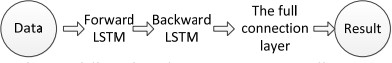 Data
Forward
LSTM
Backward
LSTM
The full
connection
layer
Result